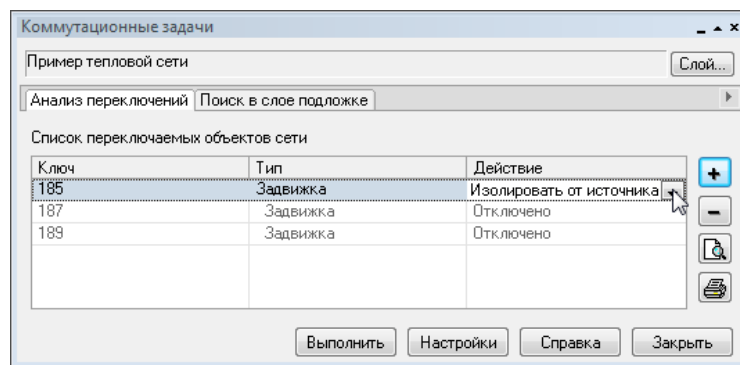 Коммутационные задачи
Пример тепловой сети
Слой...
Анализ переключений Поиск в слое подложке
Список переключаемых объектов сети
Ключ Тип Действие
185 Задвижка Изолировать от источника
187 Задвижка Отключено
189 Задвижка Отключено
Выполнить Настройки Справка Закрыть